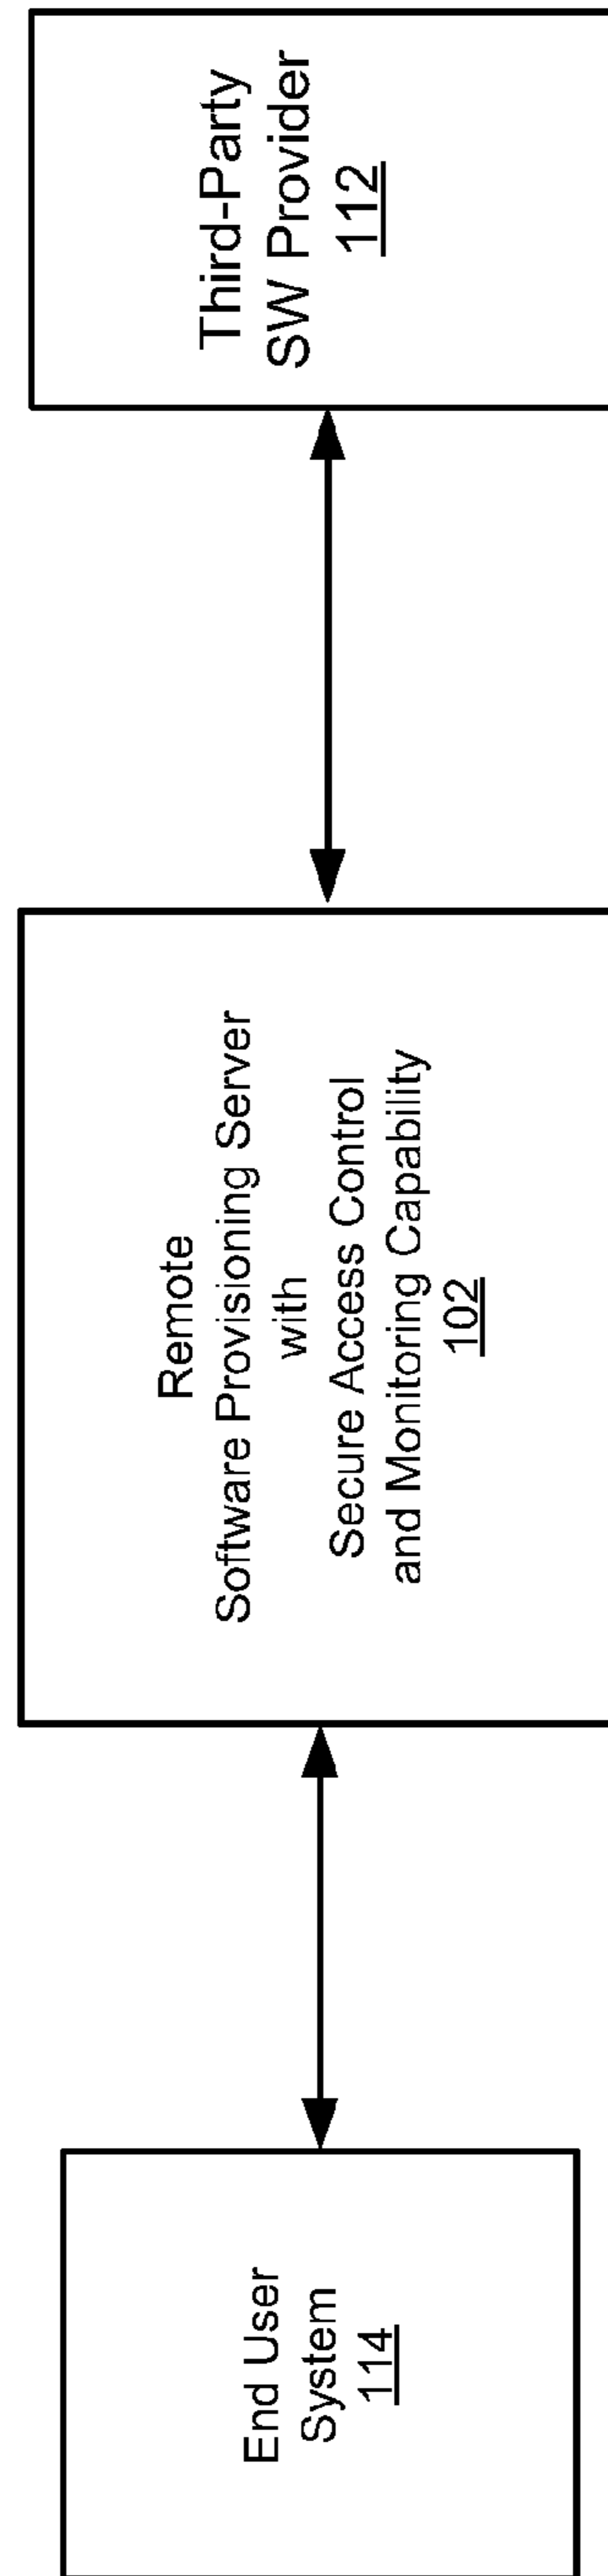 End User
System
114
Remote
Software Provisioning Server
with
Secure Access Control
and Monitoring Capability
102
Third-Party
SW Provider
112